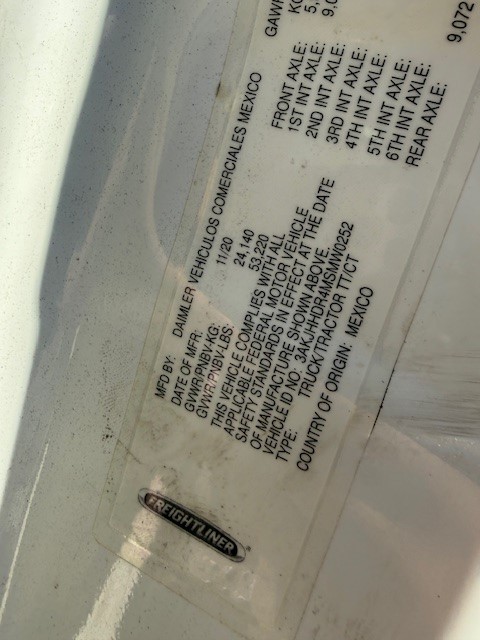 MFD BY: DAIMLER VEHICULOS COMERCIALES MEXICO
DATE OF MFR: 11/20
GVWR/PNBV-KG: 24,140
GVWR/PNBV-LBS: 53,220
THIS VEHICLE COMPLIES WITH ALL
APPLICABLE FEDERAL MOTOR VEHICLE
SAFETY STANDARDS IN EFFECT AT THE DATE
OF MANUFACTURE SHOWN ABOVE
VEHICLE ID NO:
TYPE: TRUCK/TRACTOR TT/CT
COUNTRY OF ORIGIN: MEXICO
FRONT AXLE:
1ST INT AXLE:
2ND INT AXLE:
3RD INT AXLE:
4TH INT AXLE:
5TH INT AXLE:
6TH INT AXLE:
REAR AXLE: 9,072
FREIGHTLINER